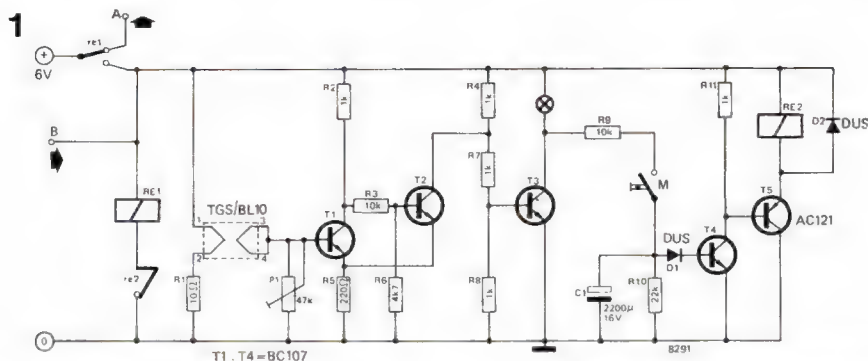 1
A
re1
6V
B
RE1
re2
TGS/BL10
1
2
3
4
R1
10Ω
P1
47k
R2
1k
R3
10k
T1
T2
R5
220Ω
R6
4k7
R4
1k
R7
1k
R8
1k
T3
R9
10k
M
C1
2200µ
16V
DUS
D1
R10
22k
T4
R11
1k
RE2
D2
DUS
T5
AC121
0
T1 . T4 = BC107
8291